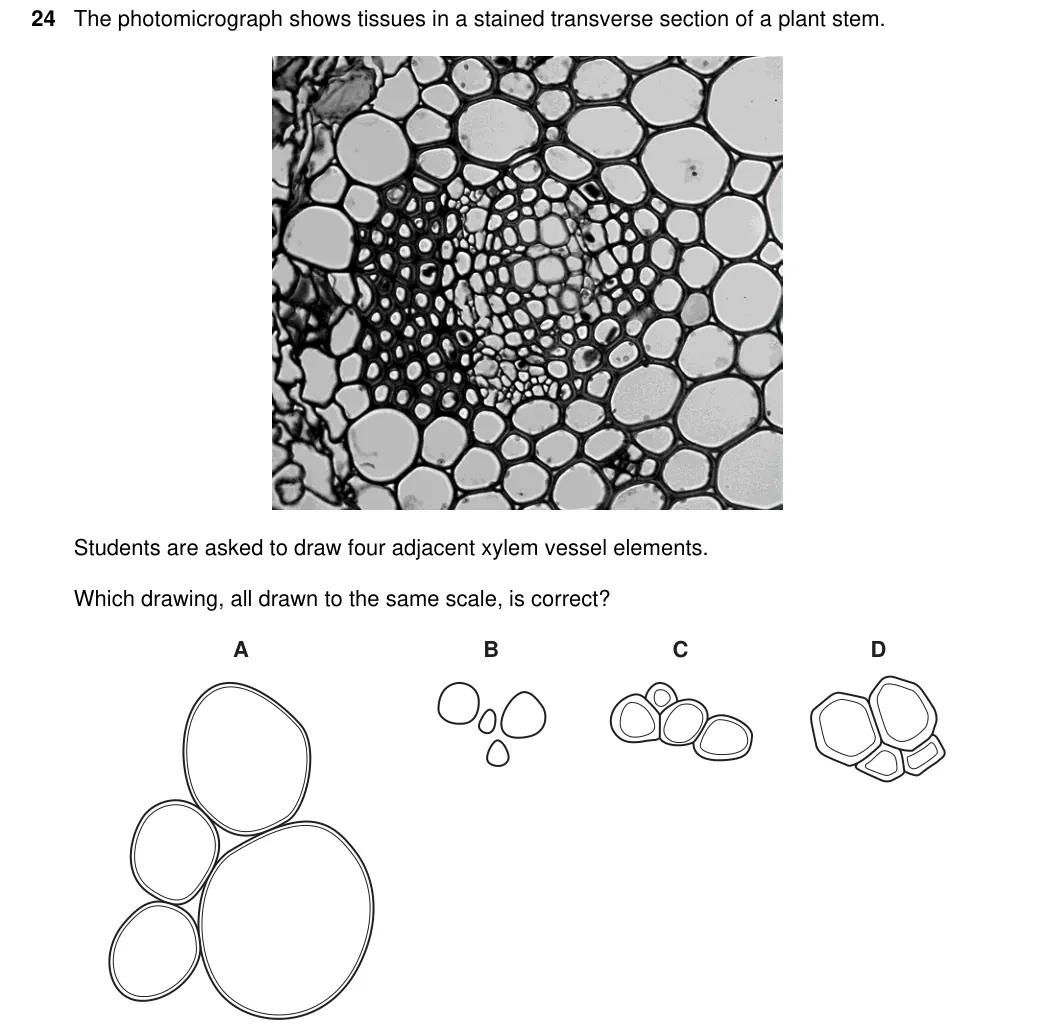 24 The photomicrograph shows tissues in a stained transverse section of a plant stem.
Students are asked to draw four adjacent xylem vessel elements.
Which drawing, all drawn to the same scale, is correct?
A B C D